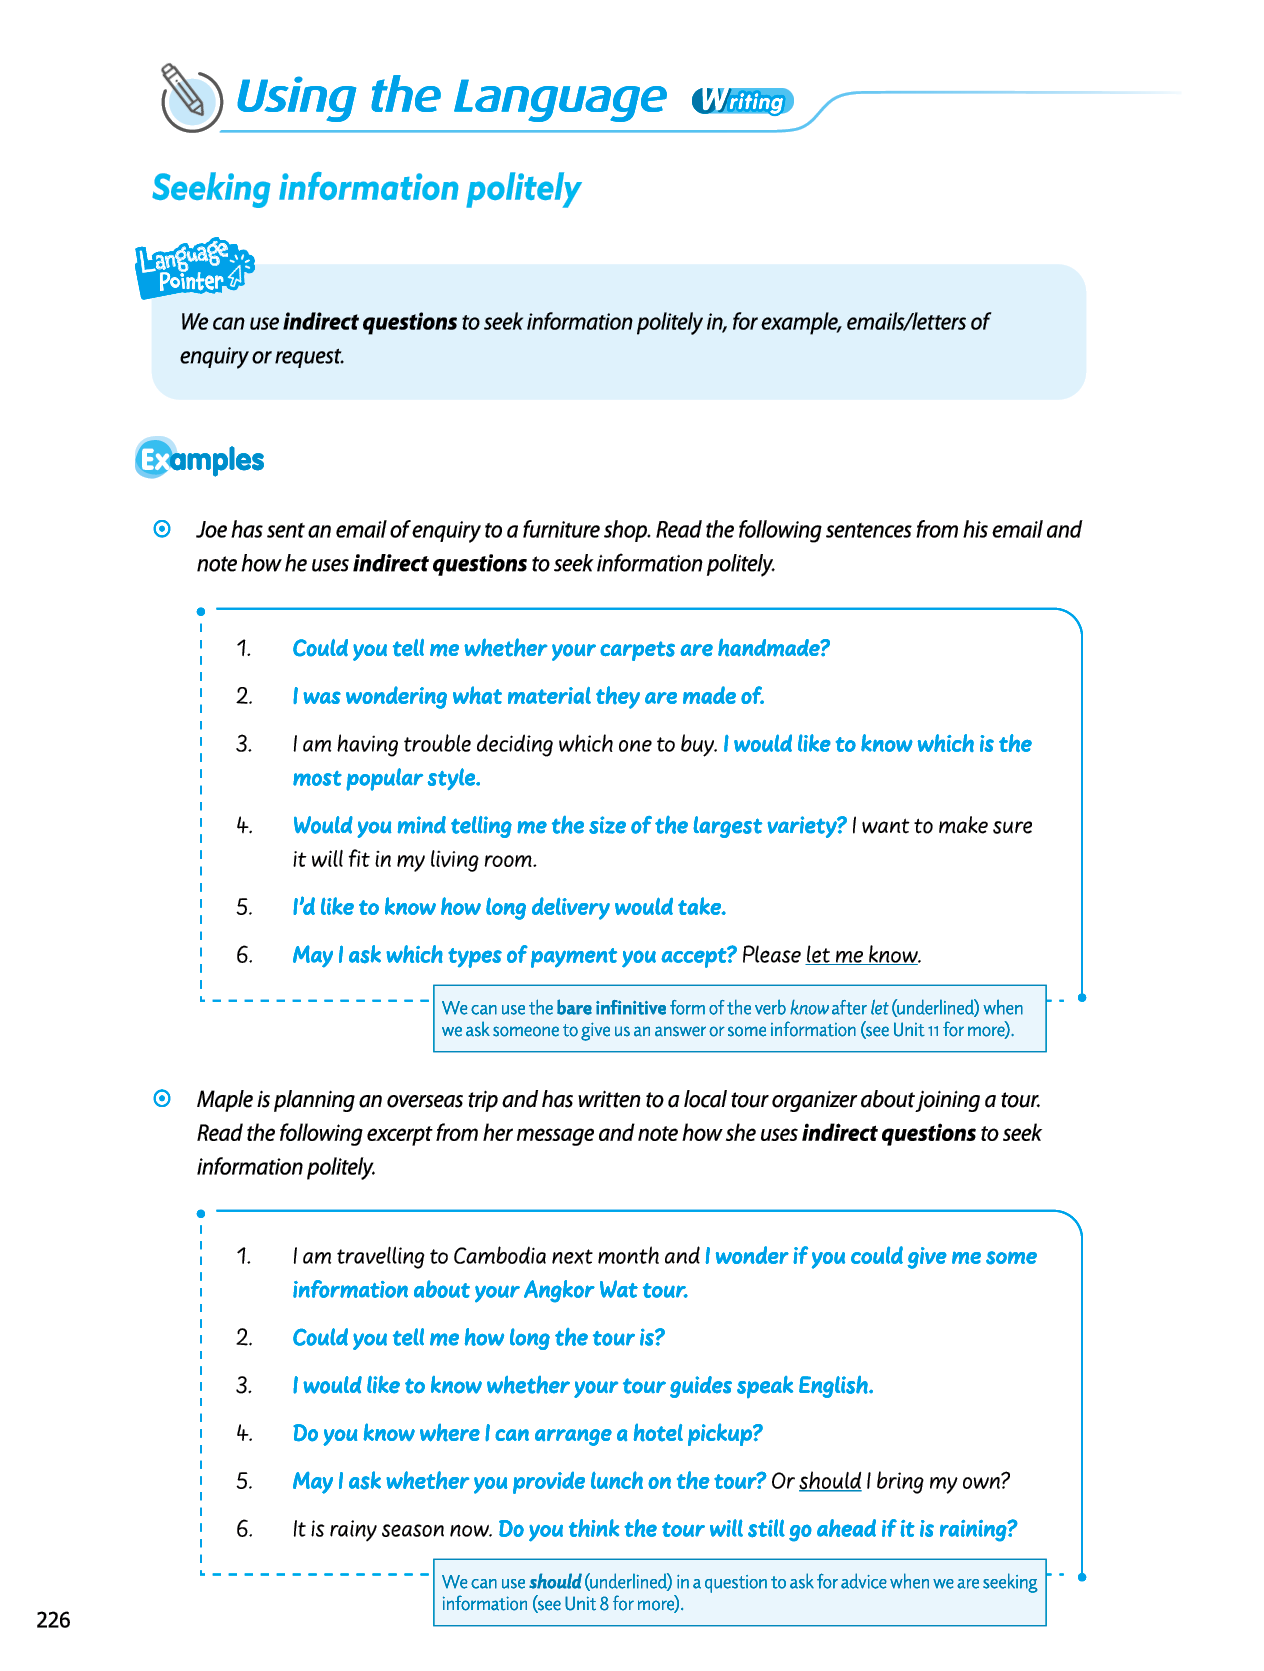 Using the Language Writing
Seeking information politely
Language
Pointer
We can use indirect questions to seek information politely in, for example, emails/letters of
enquiry or request.
Examples
Joe has sent an email of enquiry to a furniture shop. Read the following sentences from his email and
note how he uses indirect questions to seek information politely.
1. Could you tell me whether your carpets are handmade?
2. I was wondering what material they are made of.
3. I am having trouble deciding which one to buy. I would like to know which is the
most popular style.
4. Would you mind telling me the size of the largest variety? I want to make sure
it will fit in my living room.
5. I'd like to know how long delivery would take.
6. May I ask which types of payment you accept? Please let me know.
We can use the bare infinitive form of the verb know after let (underlined) when
we ask someone to give us an answer or some information (see Unit 11 for more).
Maple is planning an overseas trip and has written to a local tour organizer about joining a tour.
Read the following excerpt from her message and note how she uses indirect questions to seek
information politely.
1. I am travelling to Cambodia next month and I wonder if you could give me some
information about your Angkor Wat tour.
2. Could you tell me how long the tour is?
3. I would like to know whether your tour guides speak English.
4. Do you know where I can arrange a hotel pickup?
5. May I ask whether you provide lunch on the tour? Or should I bring my own?
6. It is rainy season now. Do you think the tour will still go ahead if it is raining?
We can use should (underlined) in a question to ask for advice when we are seeking
information (see Unit 8 for more).
226